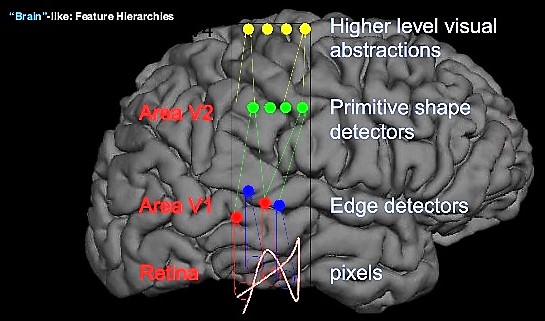 "Brain"-like: Feature Hierarchies
Higher level visual
abstractions
Area V2
Primitive shape
detectors
Area V1
Edge detectors
Retina
pixels